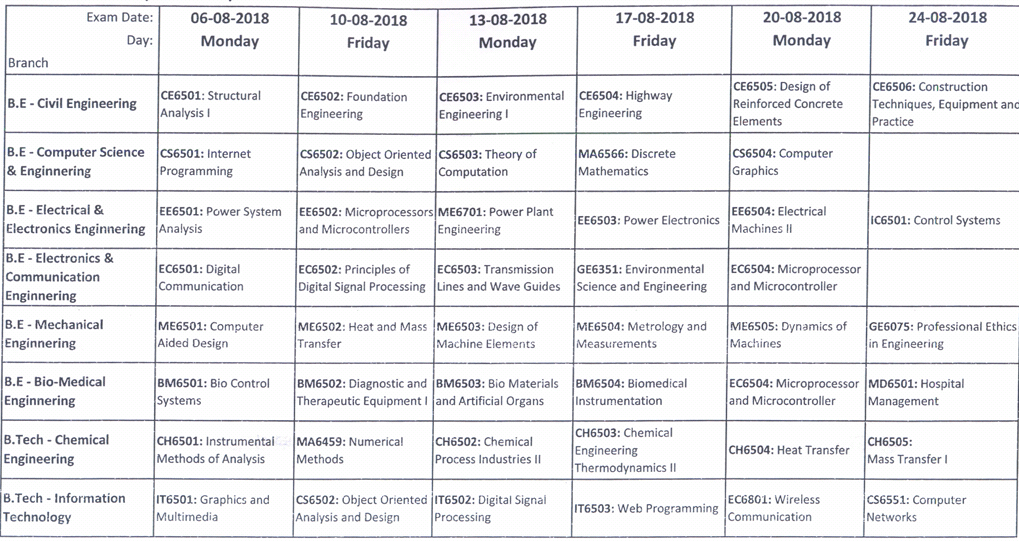 Exam Date: 06-08-2018 10-08-2018 13-08-2018 17-08-2018 20-08-2018 24-08-2018
Day: Monday Friday Monday Friday Monday Friday
Branch
B.E - Civil Engineering
CE6501: Structural
Analysis I
CE6502: Foundation
Engineering
CE6503: Environmental
Engineering I
CE6504: Highway
Engineering
CE6505: Design of
Reinforced Concrete
Elements
CE6506: Construction
Techniques, Equipment and
Practice
B.E - Computer Science
& Enginnering
CS6501: Internet
Programming
CS6502: Object Oriented
Analysis and Design
CS6503: Theory of
Computation
MA6566: Discrete
Mathematics
CS6504: Computer
Graphics
B.E - Electrical &
Electronics Enginnering
EE6501: Power System
Analysis
EE6502: Microprocessors
and Microcontrollers
ME6701: Power Plant
Engineering
EE6503: Power Electronics
EE6504: Electrical
Machines II
IC6501: Control Systems
B.E - Electronics &
Communication
Enginnering
EC6501: Digital
Communication
EC6502: Principles of
Digital Signal Processing
EC6503: Transmission
Lines and Wave Guides
GE6351: Environmental
Science and Engineering
EC6504: Microprocessor
and Microcontroller
B.E - Mechanical
Enginnering
ME6501: Computer
Aided Design
ME6502: Heat and Mass
Transfer
ME6503: Design of
Machine Elements
ME6504: Metrology and
Measurements
ME6505: Dynamics of
Machines
GE6075: Professional Ethics
in Engineering
B.E - Bio-Medical
Enginnering
BM6501: Bio Control
Systems
BM6502: Diagnostic and
Therapeutic Equipment I
BM6503: Bio Materials
and Artificial Organs
BM6504: Biomedical
Instrumentation
EC6504: Microprocessor
and Microcontroller
MD6501: Hospital
Management
B.Tech - Chemical
Engineering
CH6501: Instrumental
Methods of Analysis
MA6459: Numerical
Methods
CH6502: Chemical
Process Industries II
CH6503: Chemical
Engineering
Thermodynamics II
CH6504: Heat Transfer
CH6505:
Mass Transfer I
B.Tech - Information
Technology
IT6501: Graphics and
Multimedia
CS6502: Object Oriented
Analysis and Design
IT6502: Digital Signal
Processing
IT6503: Web Programming
EC6801: Wireless
Communication
CS6551: Computer
Networks